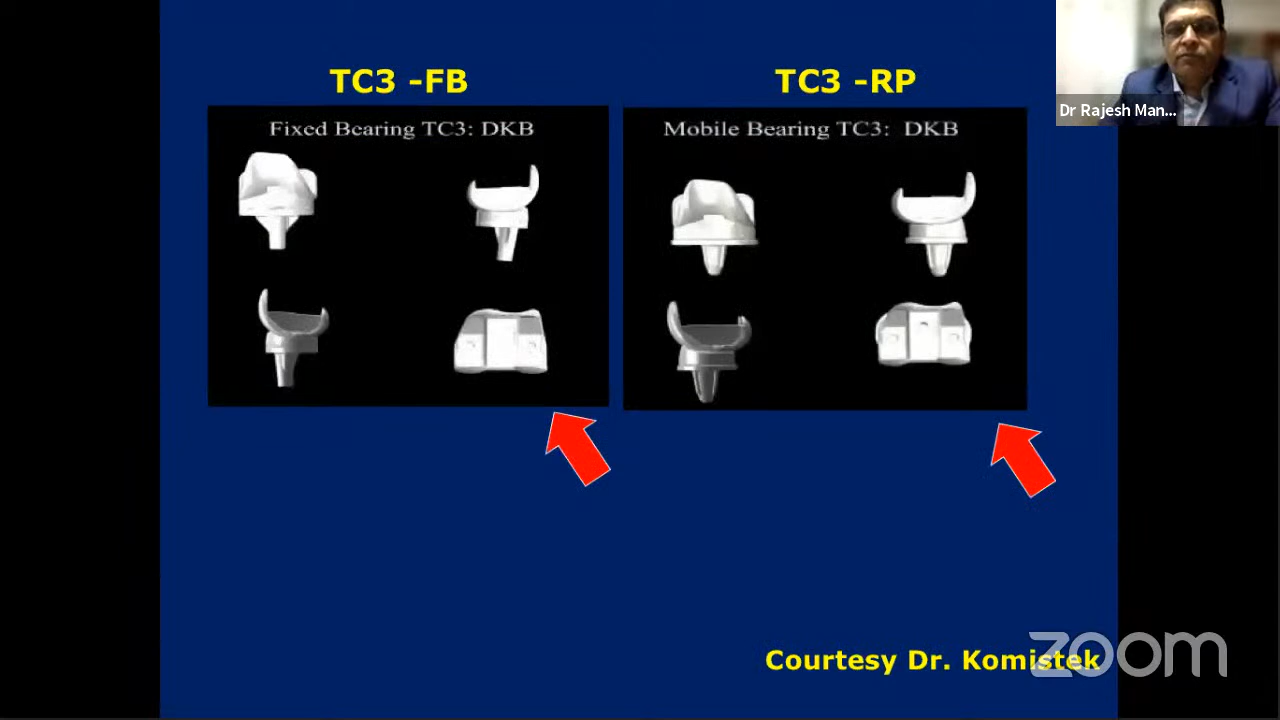 TC3 -FB
TC3 -RP
Fixed Bearing TC3: DKB
Mobile Bearing TC3: DKB
Dr Rajesh Man...
Courtesy Dr. Komistek
zoom